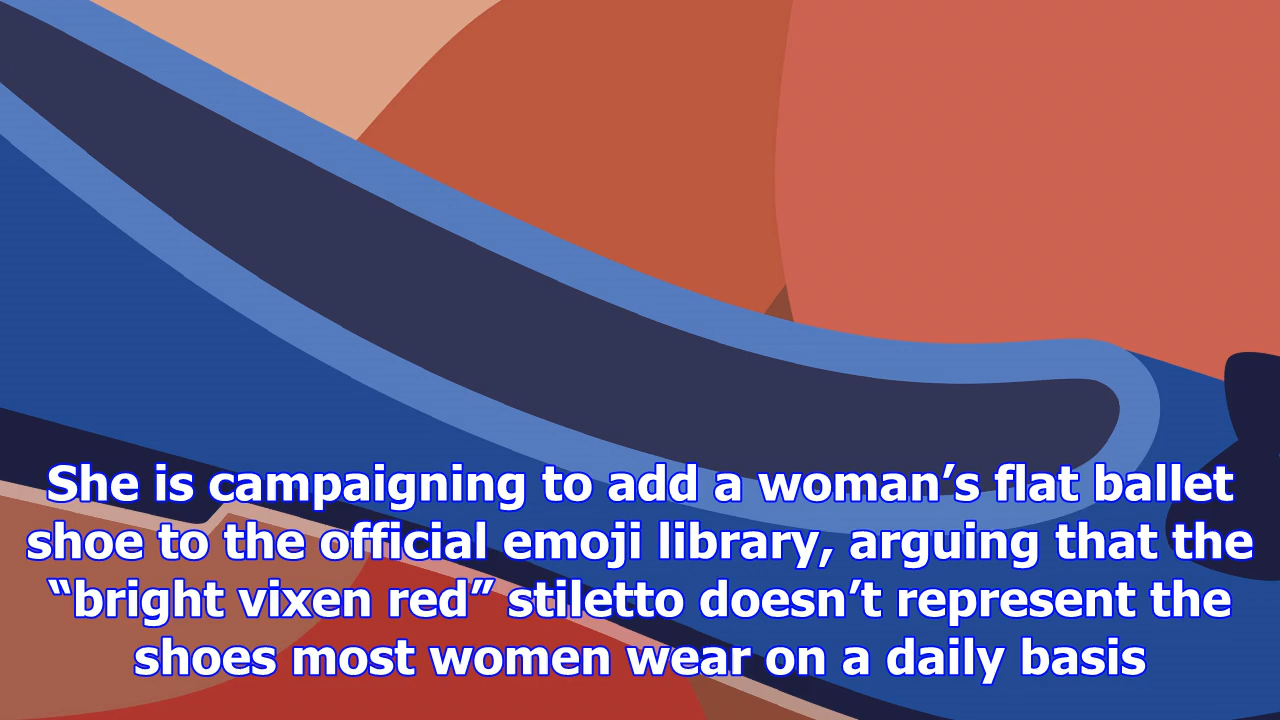 She is campaigning to add a woman’s flat ballet
shoe to the official emoji library, arguing that the
“bright vixen red” stiletto doesn’t represent the
shoes most women wear on a daily basis